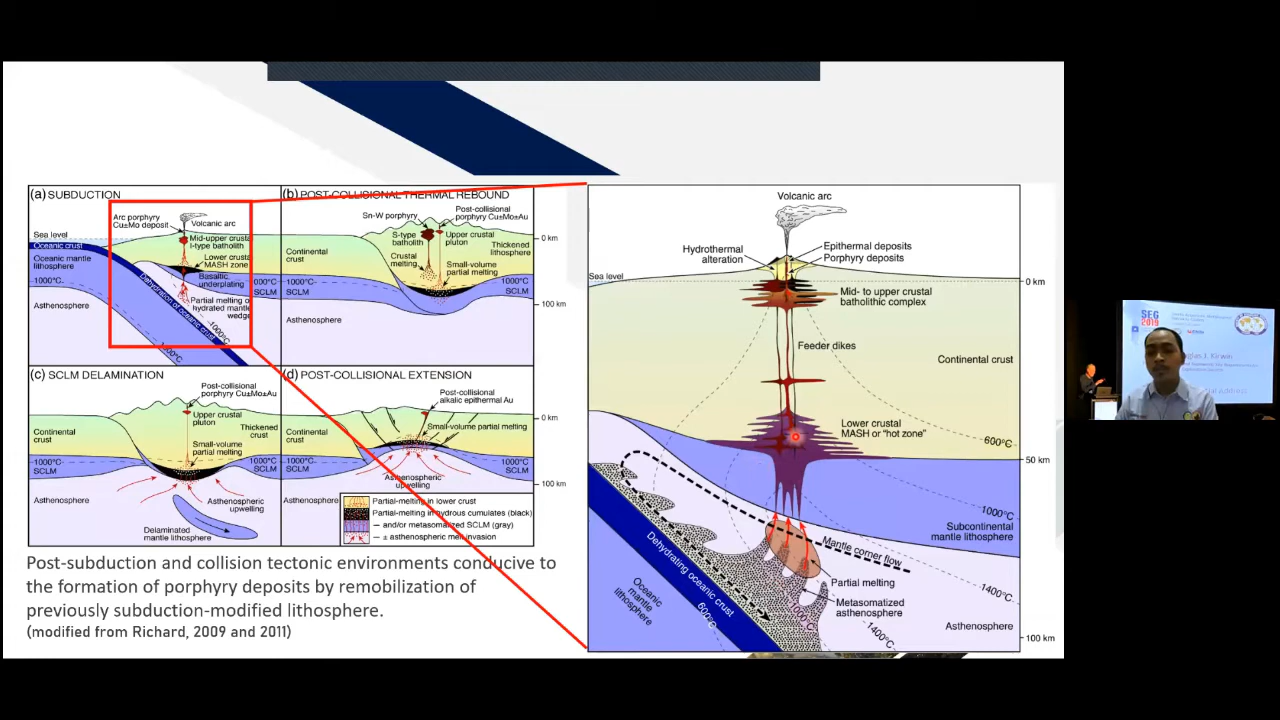 (a) SUBDUCTION
Arc porphyry
Cu±Mo deposit
Volcanic arc
Sea level
Oceanic crust
Mid-upper crustal
I-type batholith
Oceanic mantle
lithosphere
Lower crustal
MASH zone
1000°C
Basaltic
underplating
000°C
SCLM
Asthenosphere
Dehydration of oceanic crust
Partial melting o
hydrated mantle
wedge
1000°C
1000°C
(b) POST-COLLISIONAL THERMAL REBOUND
Sn-W porphyry
Post-collisional
porphyry Cu±Mo±Au
S-type
batholith
Upper crustal
pluton
0 km
Continental
crust
Crustal
melting
Thickened
lithosphere
Small-volume
partial melting
1000°C
SCLM
1000°C
SCLM
100 km
Asthenosphere
(c) SCLM DELAMINATION
Post-collisional
porphyry Cu±Mo±Au
Upper crustal
pluton
Continental
crust
Thickened
crust
Small-volume
partial melting
1000°C
SCLM
1000°C
SCLM
Asthenosphere
Asthenospheric
upwelling
Delaminated
mantle lithosphere
(d) POST-COLLISIONAL EXTENSION
Post-collisional
alkalic epithermal Au
0 km
Continental
crust
Small-volume partial melting
1000°C
SCLM
1000°C
SCLM
Asthenospheric
upwelling
100 km
Asthenosphere
Partial-melting in lower crust
Partial-melting in hydrous cumulates (black)
— and/or metasomatized SCLM (gray)
— ± asthenospheric melt invasion
Post-subduction and collision tectonic environments conducive to
the formation of porphyry deposits by remobilization of
previously subduction-modified lithosphere.
(modified from Richard, 2009 and 2011)
Volcanic arc
Hydrothermal
alteration
Epithermal deposits
Porphyry deposits
Sea level
0 km
Mid- to upper crustal
batholithic complex
Feeder dikes
Continental crust
Lower crustal
MASH or "hot zone"
600°C
50 km
1000°C
Subcontinental
mantle lithosphere
Mantle corner flow
Dehydrating oceanic crust
Oceanic
mantle
lithosphere
600°C
Partial melting
1400°C
Metasomatized
asthenosphere
1000°C
1400°C
Asthenosphere
100 km
SEG
2019
glas J. Kirwin